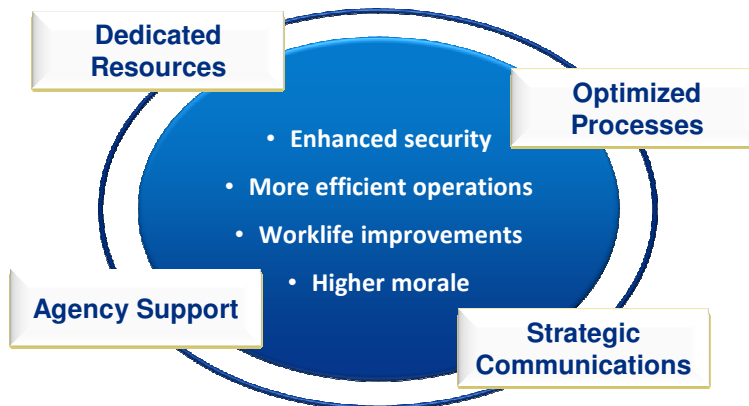 Dedicated
Resources
Optimized
Processes
• Enhanced security
• More efficient operations
• Worklife improvements
• Higher morale
Agency Support
Strategic
Communications